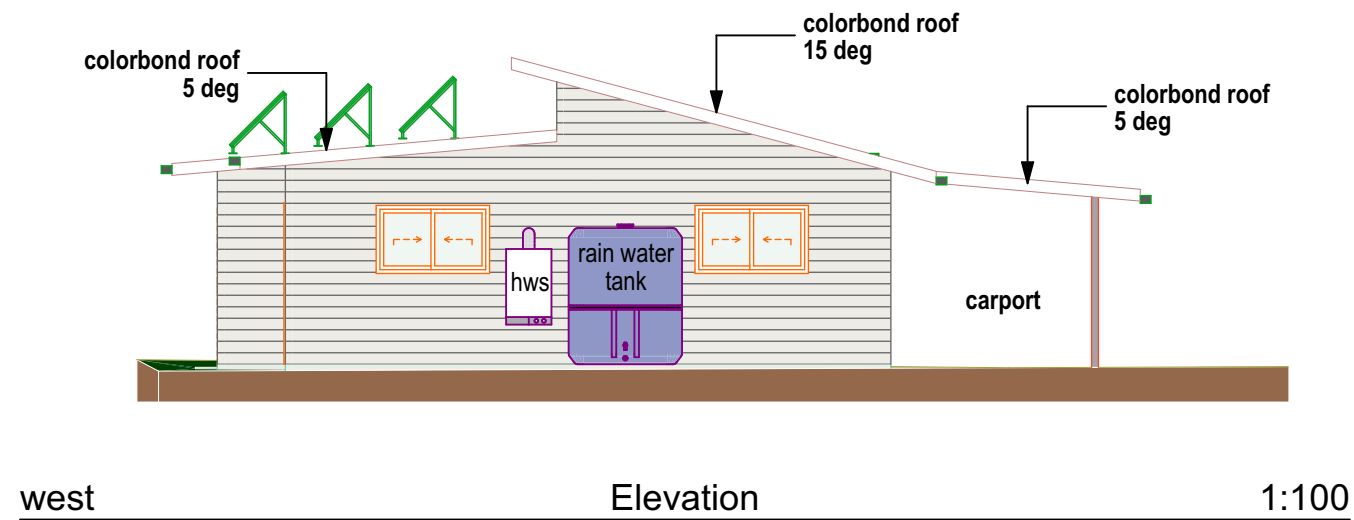 colorbond roof
15 deg
colorbond roof
5 deg
colorbond roof
5 deg
rain water
tank
hws
carport
west Elevation 1:100